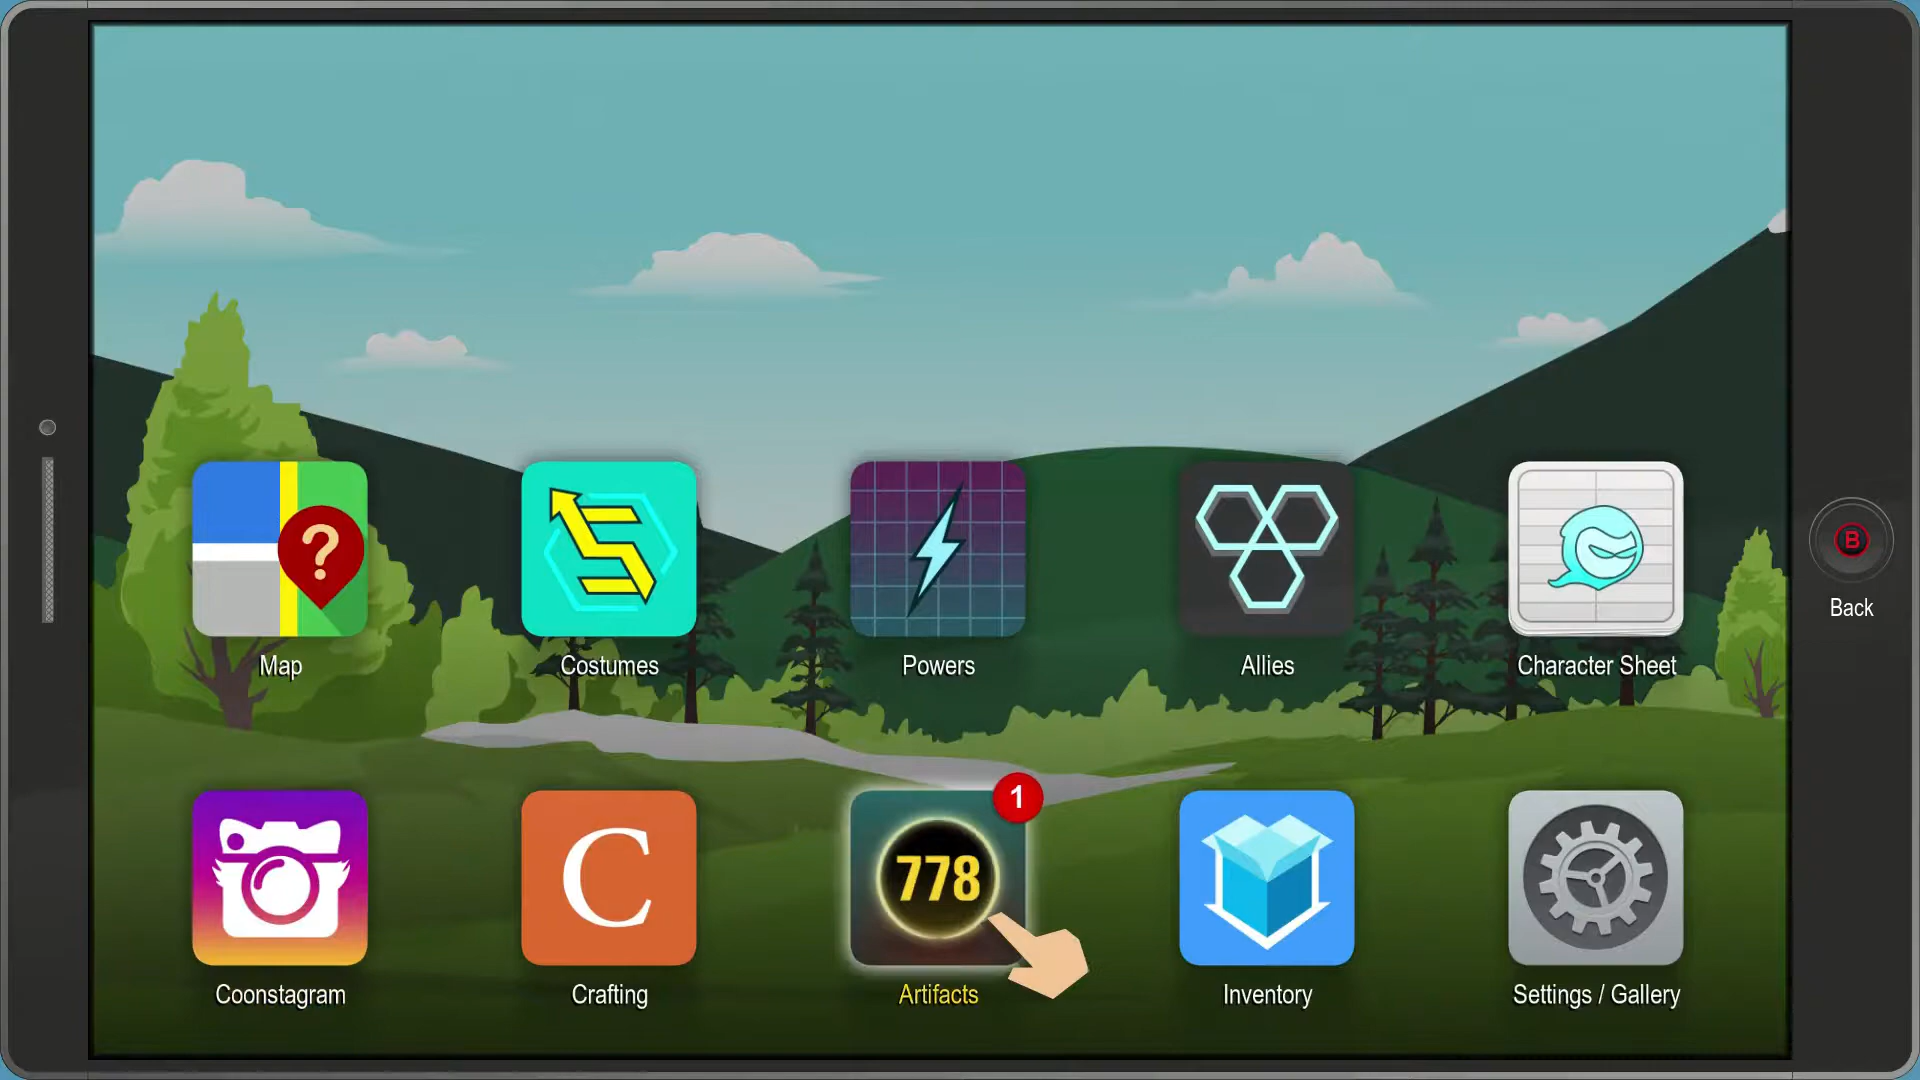 ?
Map
Costumes
Powers
Allies
Character Sheet
B
Back
C
778
1
Coonstagram
Crafting
Artifacts
Inventory
Settings / Gallery